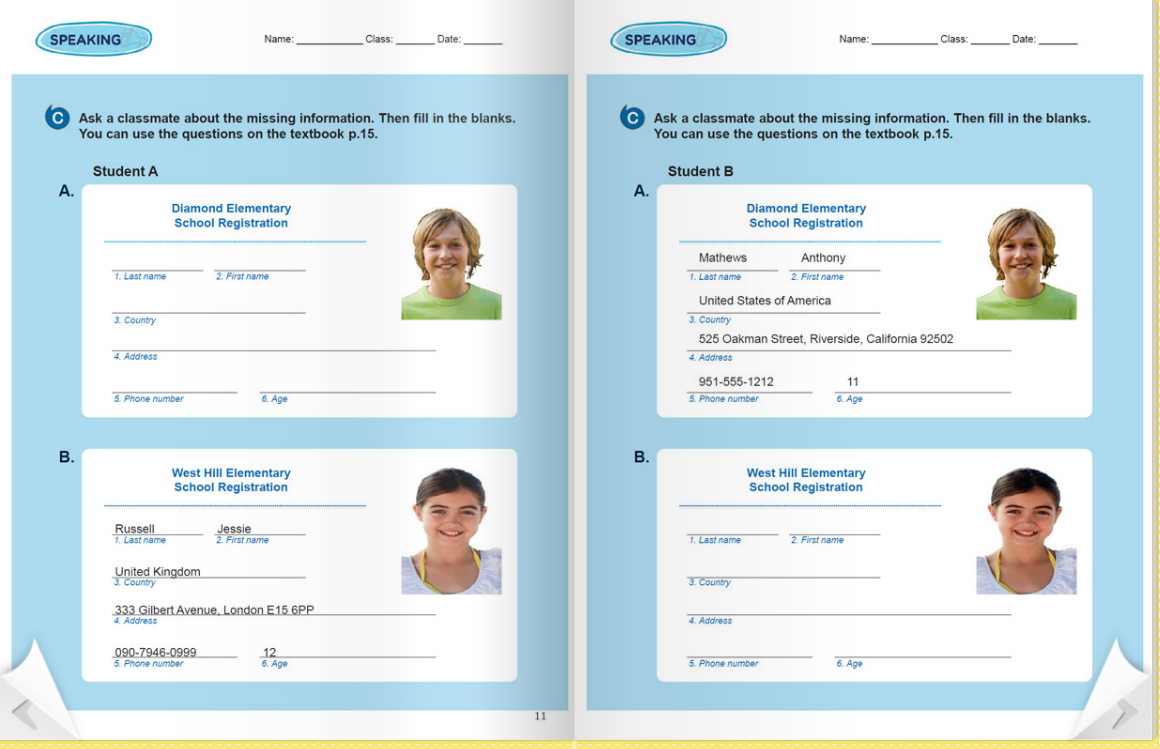 SPEAKING
Name: ________ Class: ________ Date: ________
C Ask a classmate about the missing information. Then fill in the blanks.
You can use the questions on the textbook p.15.
Student A
A.
Diamond Elementary
School Registration
1. Last name 2. First name
3. Country
4. Address
5. Phone number 6. Age
B.
West Hill Elementary
School Registration
Russell Jessie
1. Last name 2. First name
United Kingdom
3. Country
333 Gilbert Avenue, London E15 6PP
4. Address
090-7946-0999 12
5. Phone number 6. Age
11
SPEAKING
Name: ________ Class: ________ Date: ________
C Ask a classmate about the missing information. Then fill in the blanks.
You can use the questions on the textbook p.15.
Student B
A.
Diamond Elementary
School Registration
Mathews Anthony
1. Last name 2. First name
United States of America
3. Country
525 Oakman Street, Riverside, California 92502
4. Address
951-555-1212 11
5. Phone number 6. Age
B.
West Hill Elementary
School Registration
1. Last name 2. First name
3. Country
4. Address
5. Phone number 6. Age